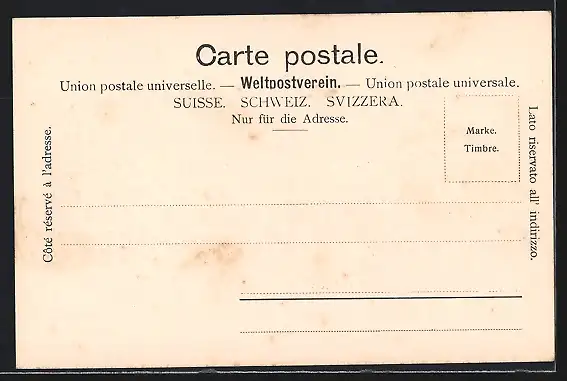 Carte postale.
Union postale universelle. — Weltpostverein. — Union postale universale.
SUISSE. SCHWEIZ. SVIZZERA.
Nur für die Adresse.
Marke.
Timbre.
Côté réservé à l'adresse.
Lato riservato all' indirizzo.